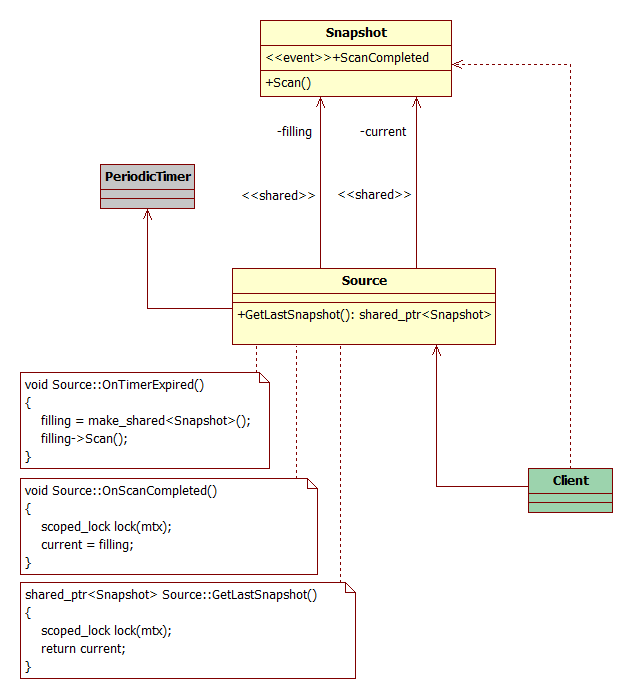 Snapshot
<<event>>+ScanCompleted
+Scan()
-filling
-current
PeriodicTimer
<<shared>>
<<shared>>
Source
+GetLastSnapshot(): shared_ptr<Snapshot>
void Source::OnTimerExpired()
{
filling = make_shared<Snapshot>();
filling->Scan();
}
Client
void Source::OnScanCompleted()
{
scoped_lock lock(mtx);
current = filling;
}
shared_ptr<Snapshot> Source::GetLastSnapshot()
{
scoped_lock lock(mtx);
return current;
}